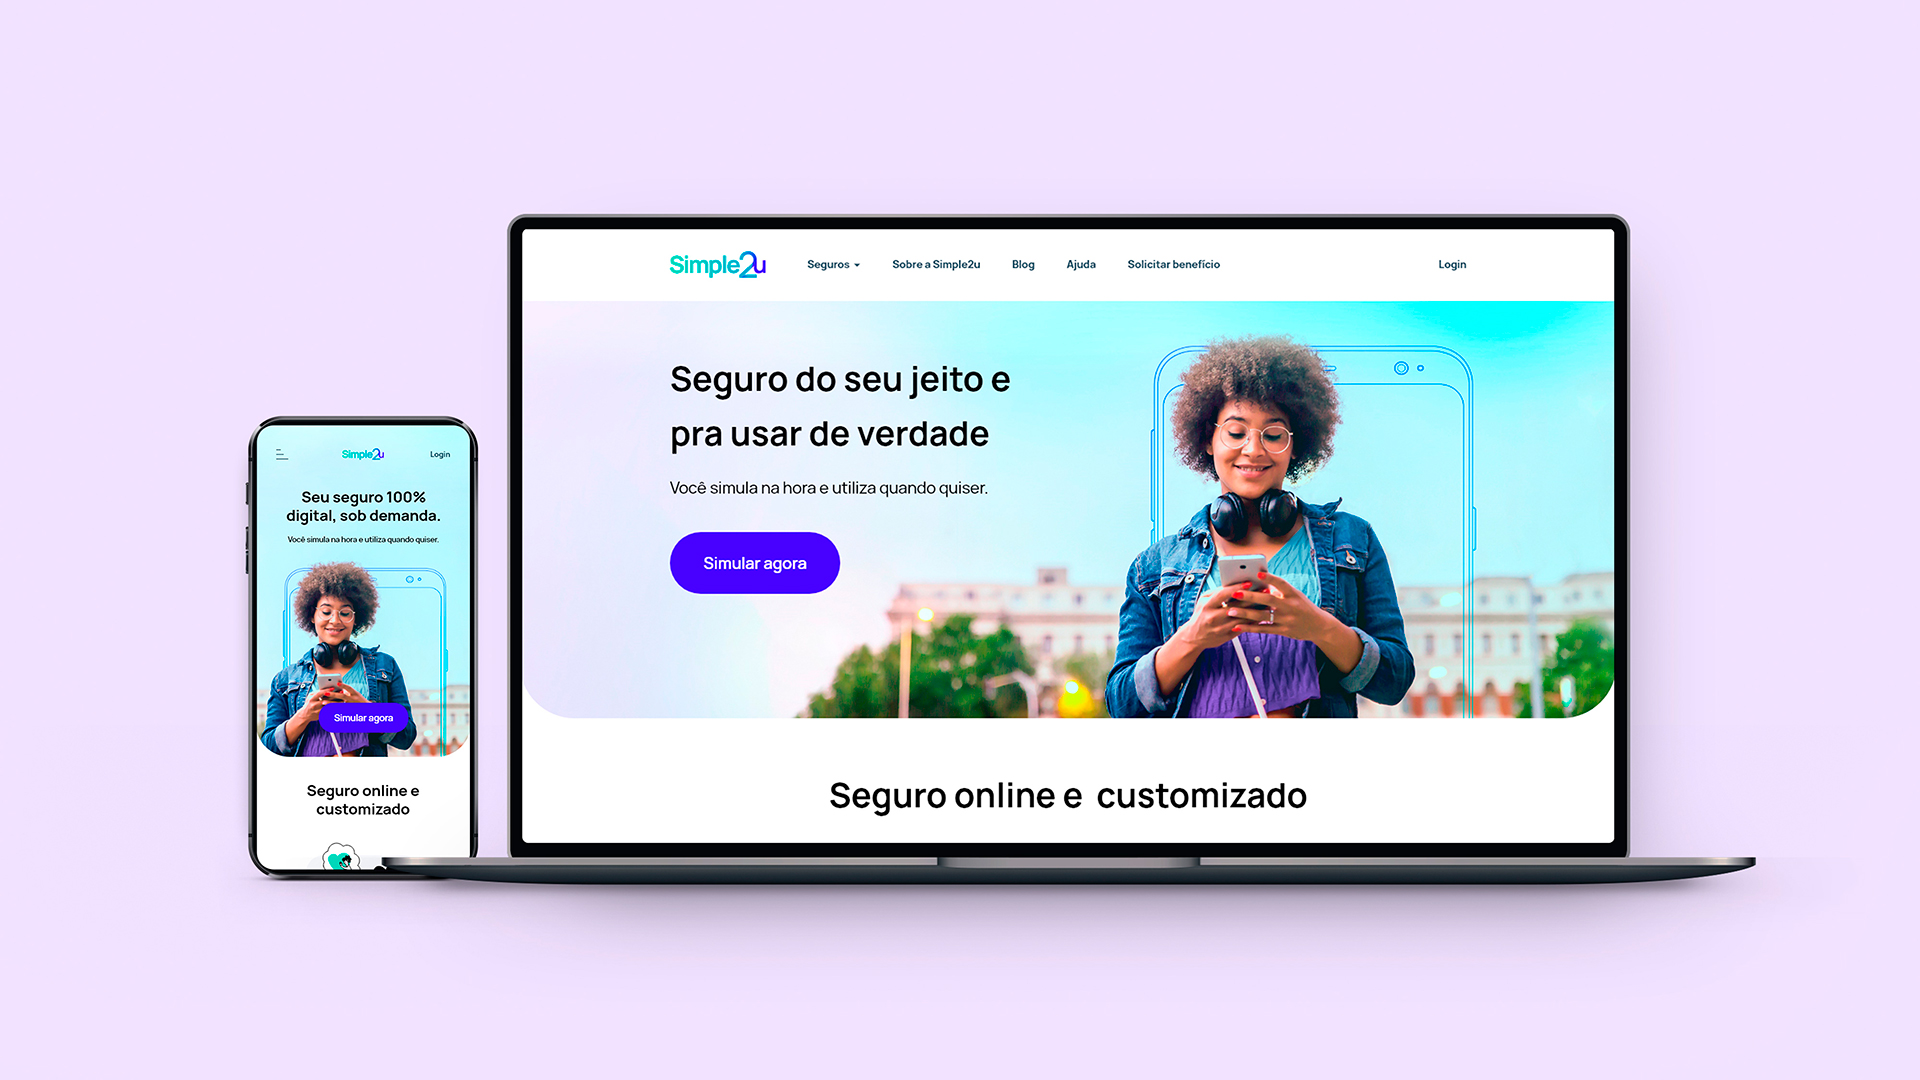 Simple2u
Login
Seu seguro 100%
digital, sob demanda.
Você simula na hora e utiliza quando quiser.
Simular agora
Seguro online e
customizado
Simple2u Seguros Sobre a Simple2u Blog Ajuda Solicitar benefício Login
Seguro do seu jeito e
pra usar de verdade
Você simula na hora e utiliza quando quiser.
Simular agora
Seguro online e customizado